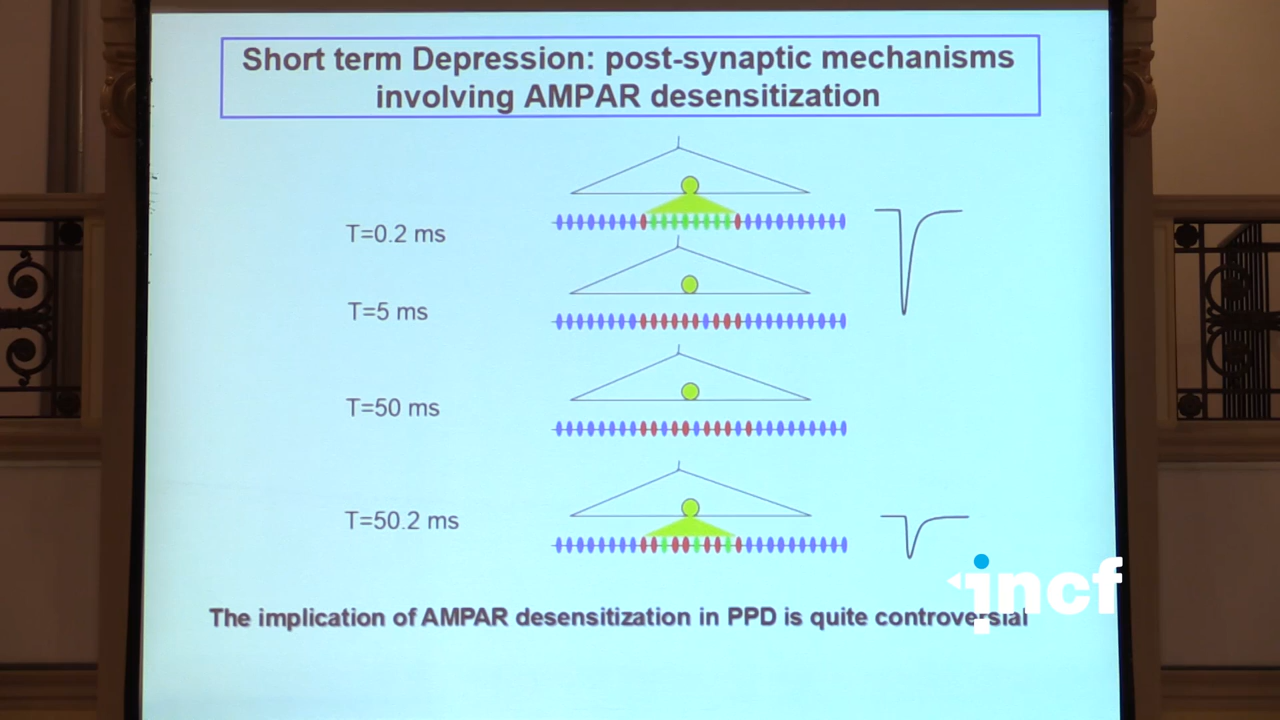 Short term Depression: post-synaptic mechanisms
involving AMPAR desensitization
T=0.2 ms
T=5 ms
T=50 ms
T=50.2 ms
The implication of AMPAR desensitization in PPD is quite controversial
incf